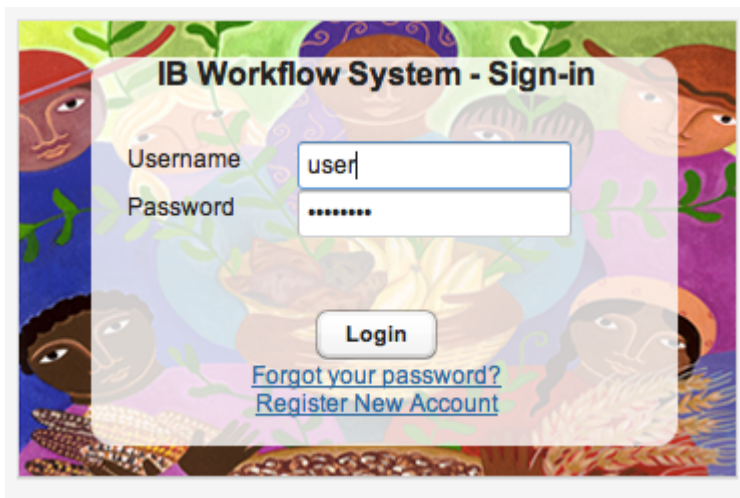 IB Workflow System - Sign-in
Username
user
Password
••••••••
Login
Forgot your password?
Register New Account